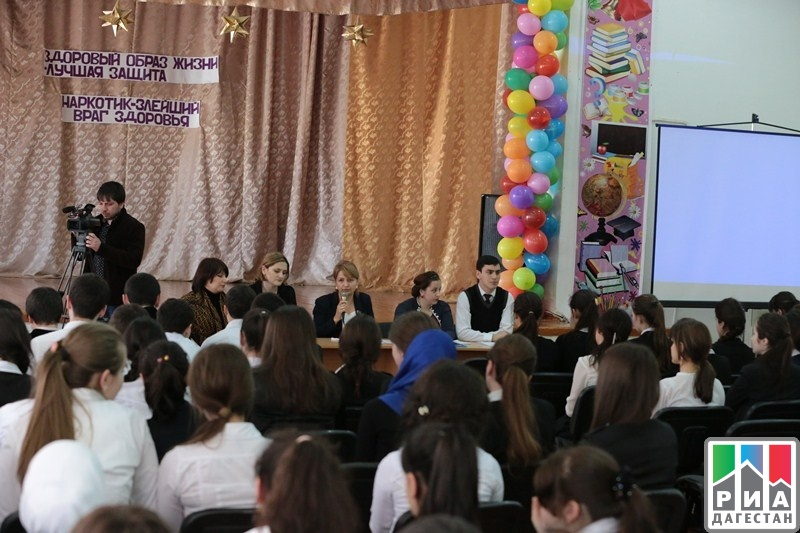 ЗДОРОВЫЙ ОБРАЗ ЖИЗНИ
ЛУЧШАЯ ЗАЩИТА
НАРКОТИК-ЗЛЕЙШИЙ
ВРАГ ЗДОРОВЬЯ
РИА
ДАГЕСТАН